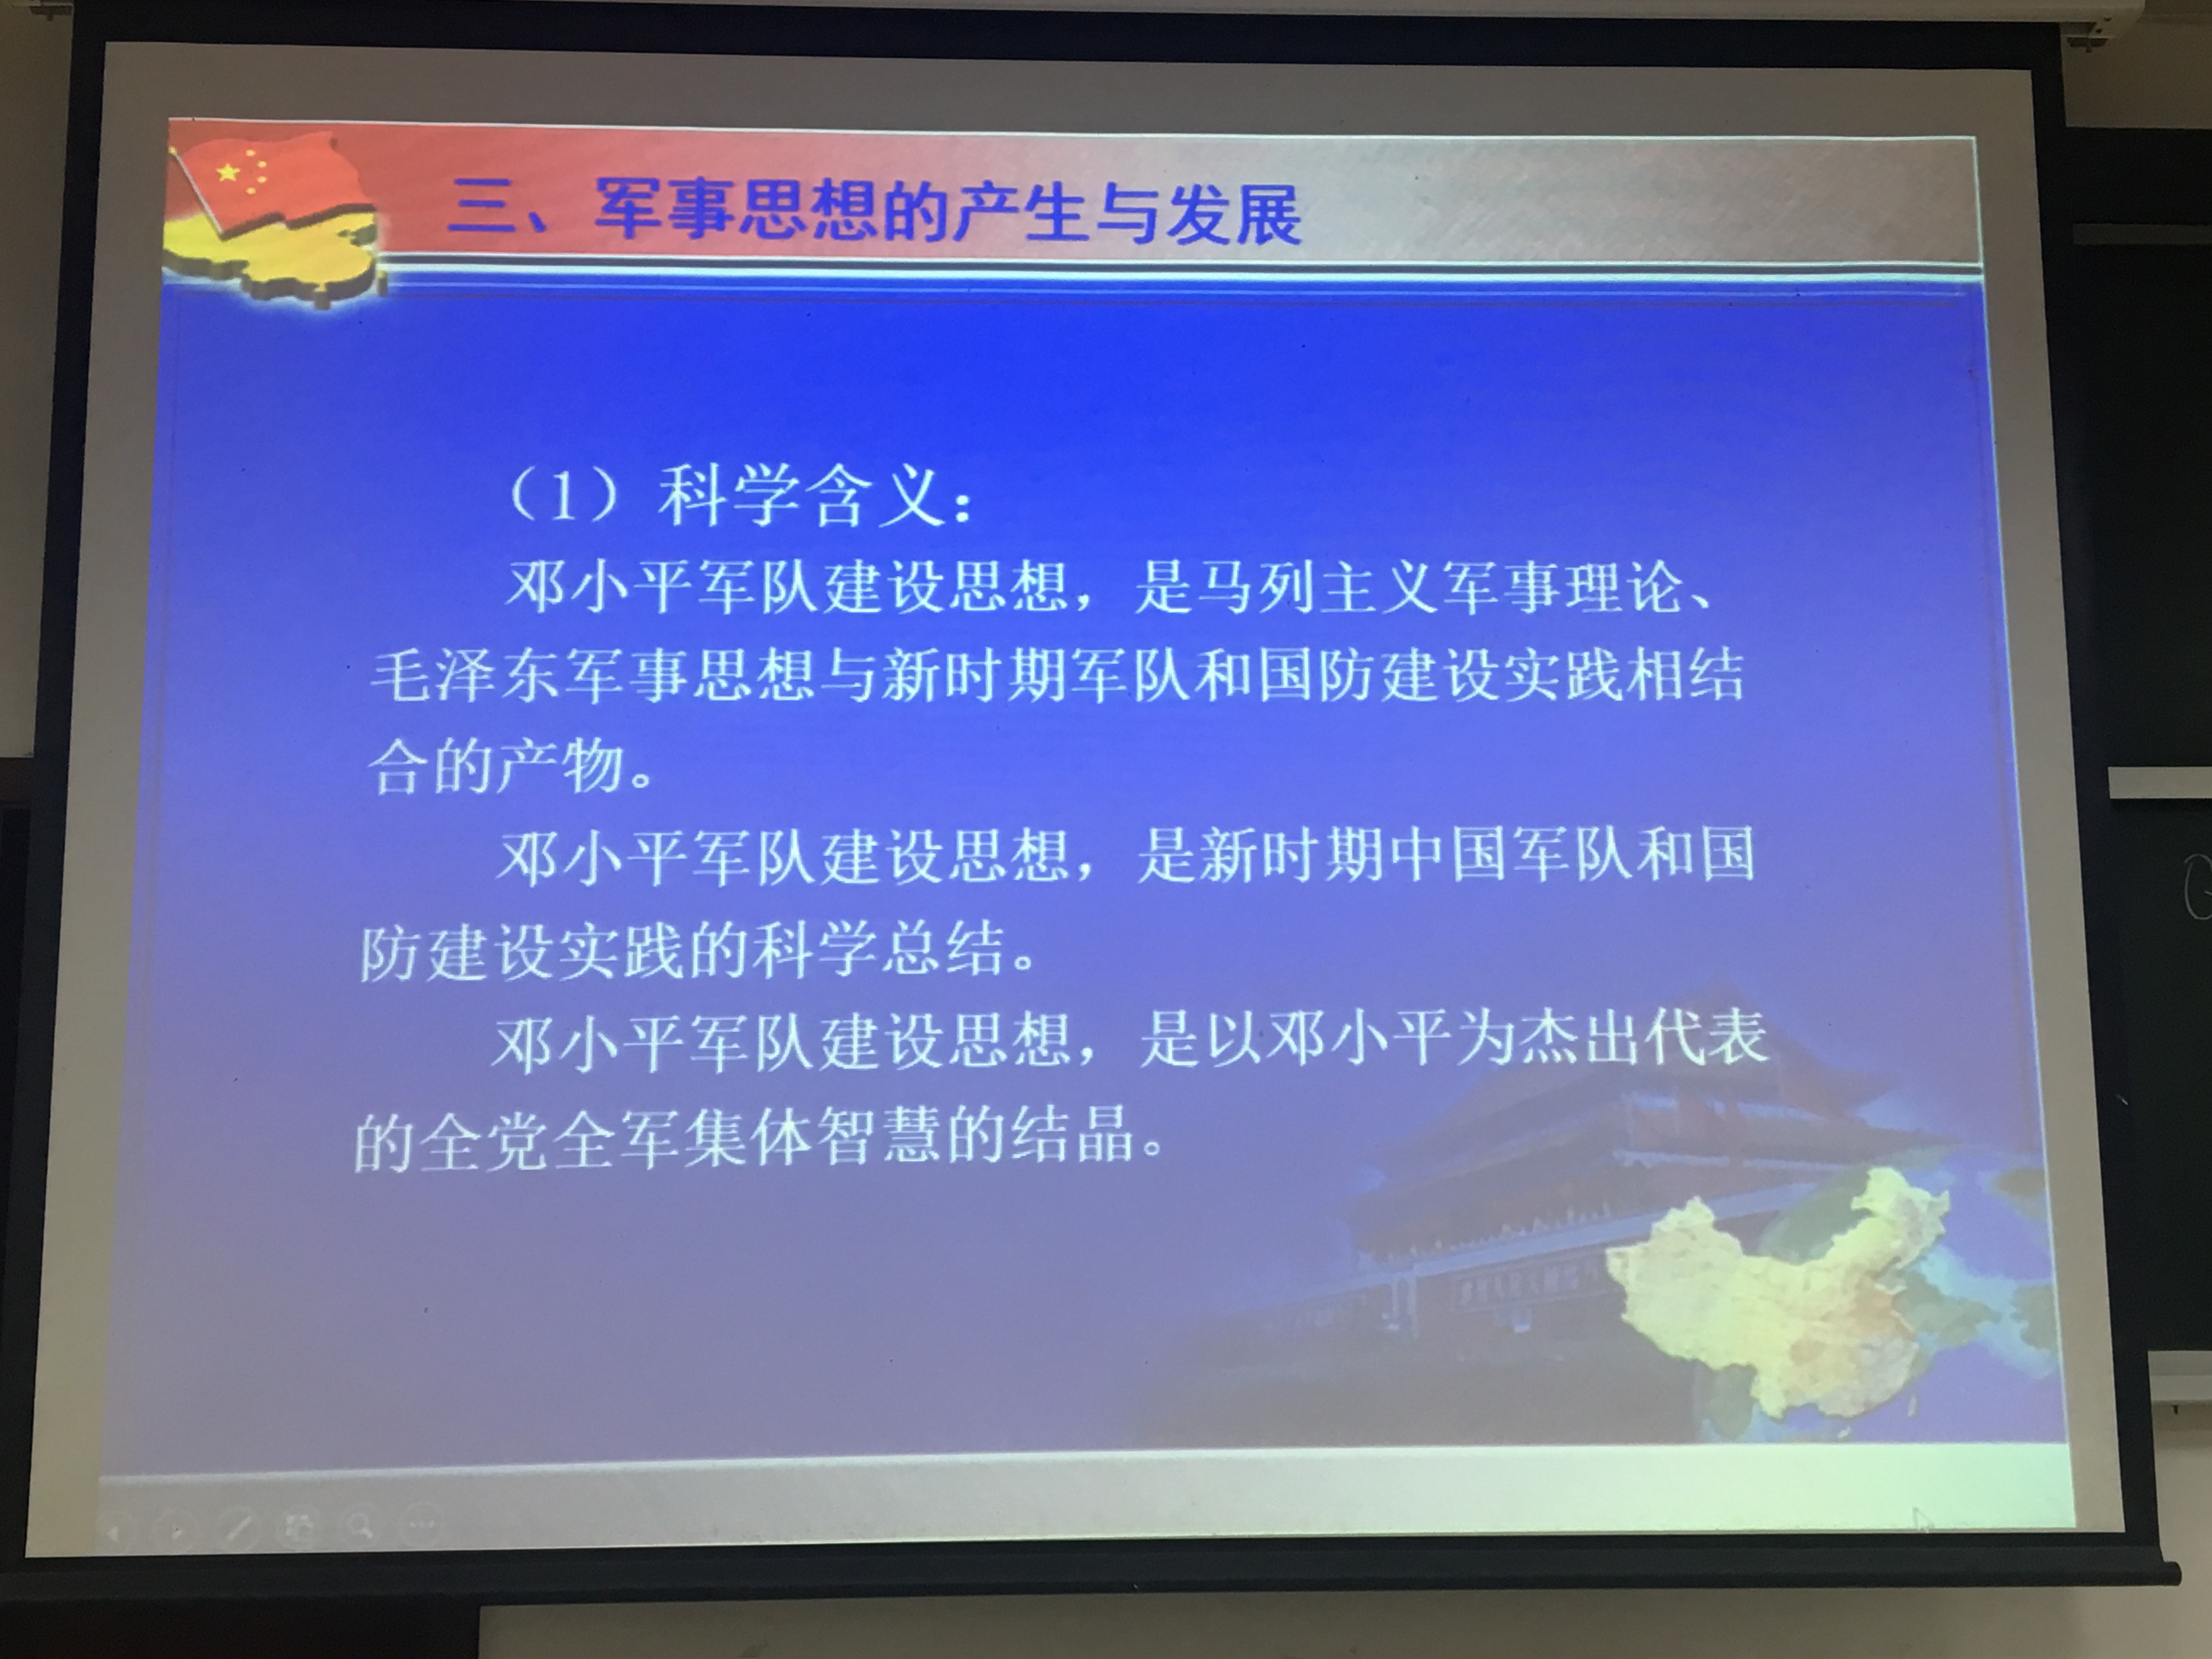 三、军事思想的产生与发展
（1）科学含义：
邓小平军队建设思想，是马列主义军事理论、
毛泽东军事思想与新时期军队和国防建设实践相结
合的产物。
邓小平军队建设思想，是新时期中国军队和国
防建设实践的科学总结。
邓小平军队建设思想，是以邓小平为杰出代表
的全党全军集体智慧的结晶。